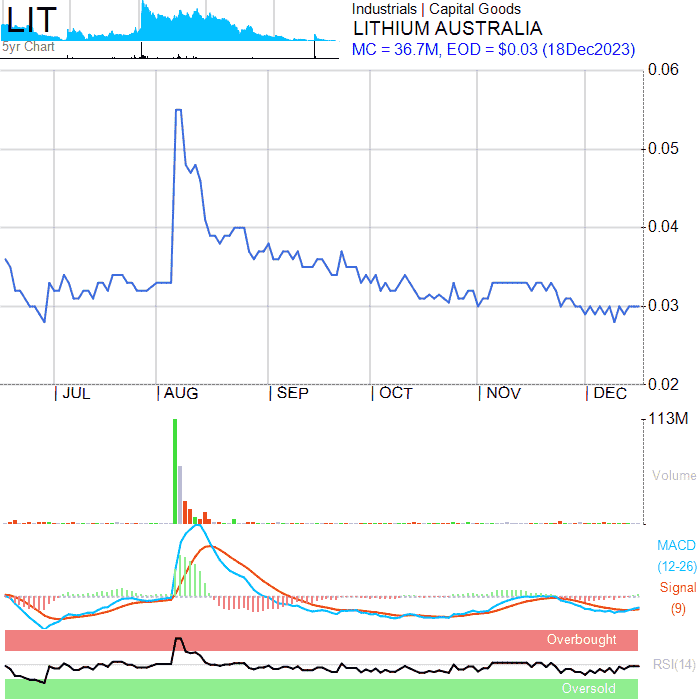 LIT
5yr Chart
Industrials | Capital Goods
LITHIUM AUSTRALIA
MC = 36.7M, EOD = $0.03 (18Dec2023)
0.06
0.05
0.04
0.03
0.02
JUL AUG SEP OCT NOV DEC
113M
Volume
MACD
(12-26)
Signal
(9)
Overbought
RSI(14)
Oversold